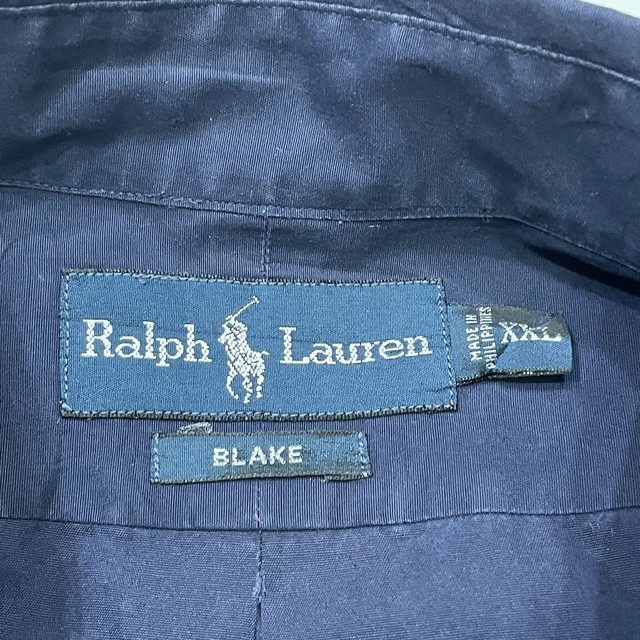 Ralph Lauren
MADE IN
PHILIPPINES
XXL
BLAKE